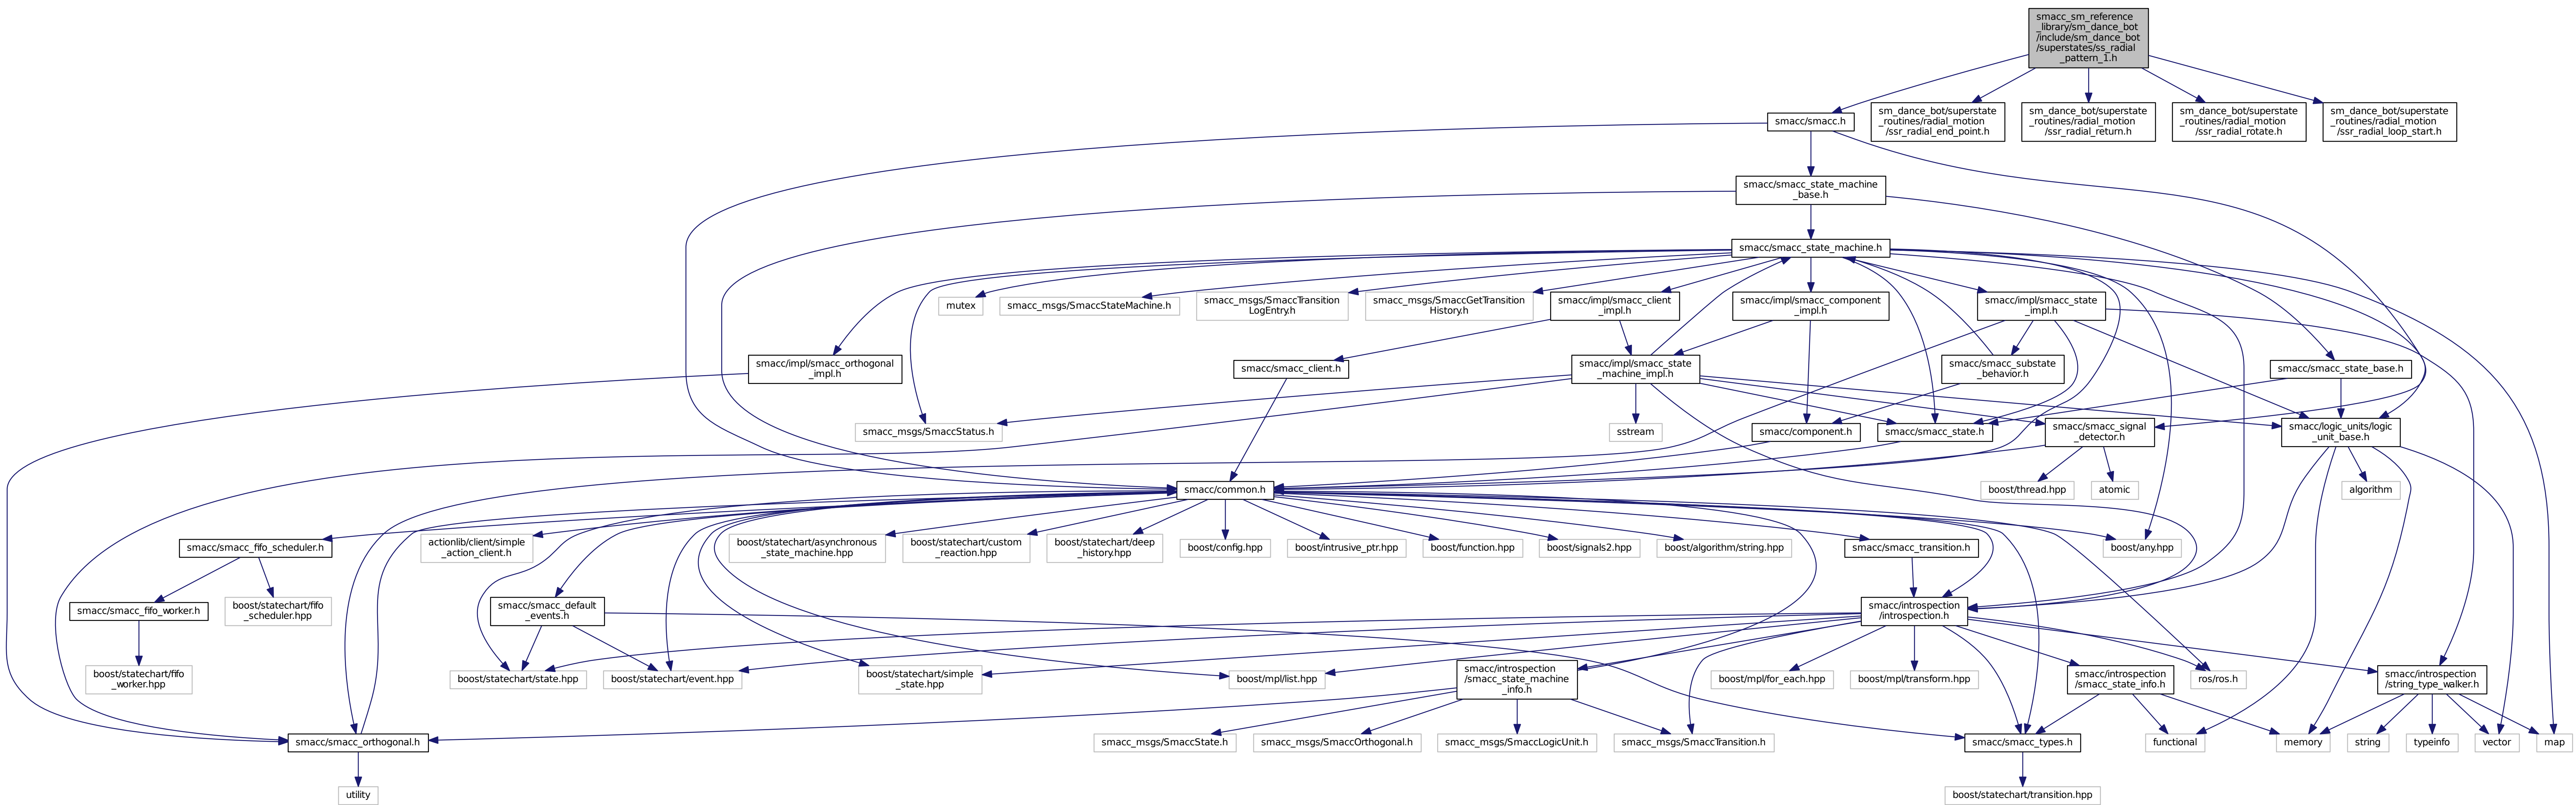 smacc_sm_reference
_library/sm_dance_bot
/include/sm_dance_bot
/superstates/ss_radial
_pattern_1.h
smacc/smacc.h
sm_dance_bot/superstate
_routines/radial_motion
/ssr_radial_end_point.h
sm_dance_bot/superstate
_routines/radial_motion
/ssr_radial_return.h
sm_dance_bot/superstate
_routines/radial_motion
/ssr_radial_rotate.h
sm_dance_bot/superstate
_routines/radial_motion
/ssr_radial_loop_start.h
smacc/smacc_state_machine
_base.h
smacc/smacc_state_machine.h
mutex
smacc_msgs/SmaccStateMachine.h
smacc_msgs/SmaccTransition
LogEntry.h
smacc_msgs/SmaccGetTransition
History.h
smacc/impl/smacc_client
_impl.h
smacc/impl/smacc_component
_impl.h
smacc/impl/smacc_state
_impl.h
smacc/impl/smacc_orthogonal
_impl.h
smacc/smacc_client.h
smacc/impl/smacc_state
_machine_impl.h
smacc/smacc_substate
_behavior.h
smacc/smacc_state_base.h
smacc_msgs/SmaccStatus.h
sstream
smacc/component.h
smacc/smacc_state.h
smacc/smacc_signal
_detector.h
smacc/logic_units/logic
_unit_base.h
smacc/common.h
boost/thread.hpp
atomic
algorithm
smacc/smacc_fifo_scheduler.h
actionlib/client/simple
_action_client.h
boost/statechart/asynchronous
_state_machine.hpp
boost/statechart/custom
_reaction.hpp
boost/statechart/deep
_history.hpp
boost/config.hpp
boost/intrusive_ptr.hpp
boost/function.hpp
boost/signals2.hpp
boost/algorithm/string.hpp
smacc/smacc_transition.h
boost/any.hpp
smacc/smacc_fifo_worker.h
boost/statechart/fifo
_scheduler.hpp
smacc/smacc_default
_events.h
smacc/introspection
/introspection.h
boost/statechart/fifo
_worker.hpp
boost/statechart/state.hpp
boost/statechart/event.hpp
boost/statechart/simple
_state.hpp
boost/mpl/list.hpp
smacc/introspection
/smacc_state_machine
_info.h
boost/mpl/for_each.hpp
boost/mpl/transform.hpp
smacc/introspection
/smacc_state_info.h
ros/ros.h
smacc/introspection
/string_type_walker.h
smacc/smacc_orthogonal.h
smacc_msgs/SmaccState.h
smacc_msgs/SmaccOrthogonal.h
smacc_msgs/SmaccLogicUnit.h
smacc_msgs/SmaccTransition.h
smacc/smacc_types.h
functional
memory
string
typeinfo
vector
map
utility
boost/statechart/transition.hpp